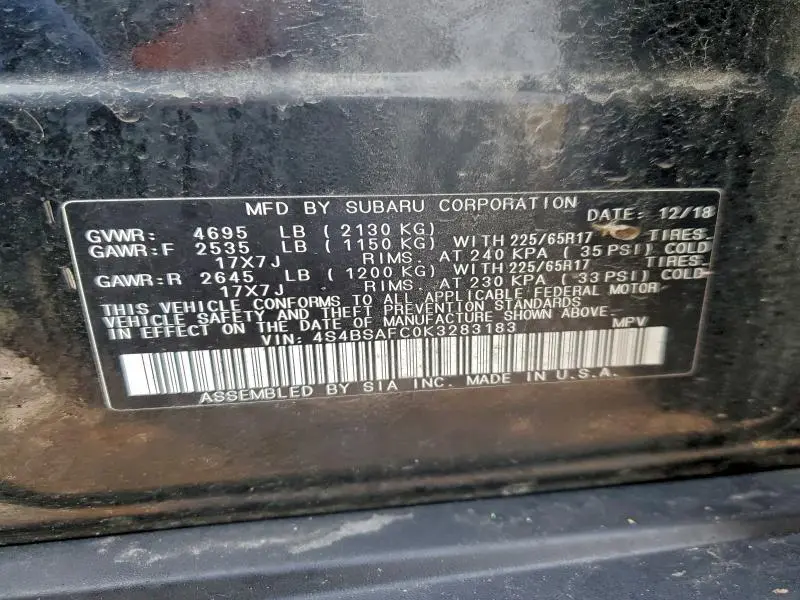 MFD BY SUBARU CORPORATION DATE: 12/18
GVWR: 4695 LB ( 2130 KG)
GAWR:F 2535 LB ( 1150 KG) WITH 225/65R17 TIRES.
17X7J RIMS. AT 240 KPA ( 35 PSI) COLD
GAWR:R 2645 LB ( 1200 KG) WITH 225/65R17 TIRES.
17X7J RIMS. AT 230 KPA ( 33 PSI) COLD
THIS VEHICLE CONFORMS TO ALL APPLICABLE FEDERAL MOTOR
VEHICLE SAFETY AND THEFT PREVENTION STANDARDS
IN EFFECT ON THE DATE OF MANUFACTURE SHOWN ABOVE.
VIN: 4S4BSAFC0K3283183 MPV
ASSEMBLED BY SIA INC. MADE IN U.S.A.